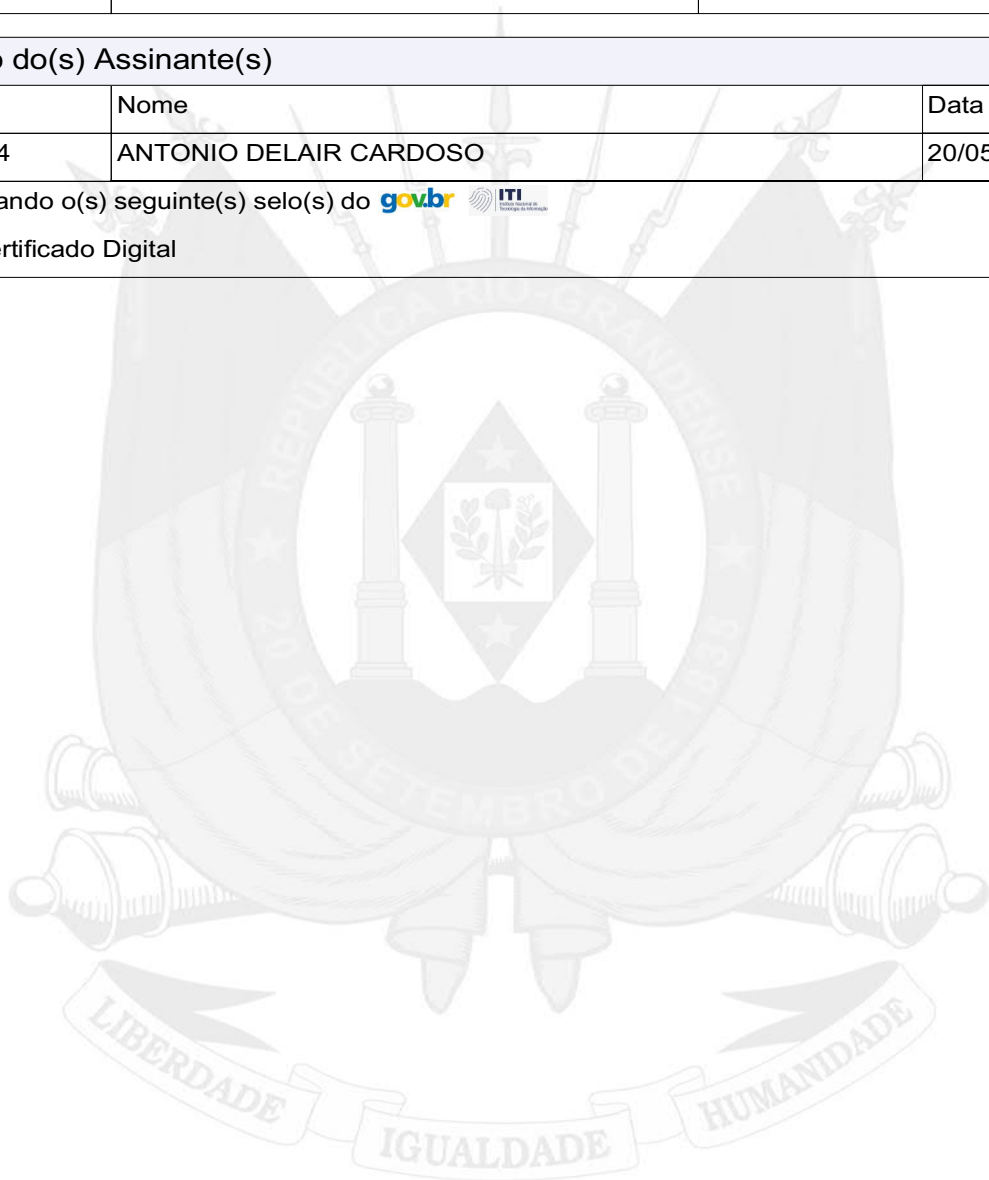 o do(s) Assinante(s)
Nome Data
4 ANTONIO DELAIR CARDOSO 20/05
ando o(s) seguinte(s) selo(s) do gov.br ITI
ertificado Digital
REPÚBLICA RIO-GRANDENSE
20 DE SETEMBRO DE 1835
LIBERDADE IGUALDADE HUMANIDADE